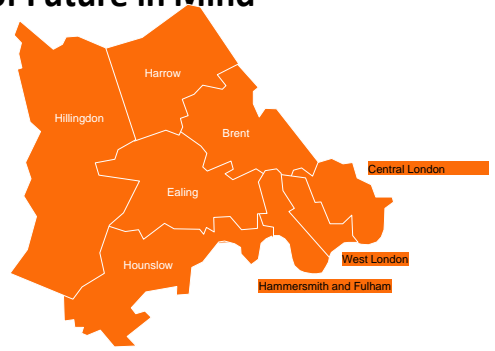 Future in Mind
Harrow
Hillingdon
Brent
Central London
Ealing
West London
Hounslow
Hammersmith and Fulham